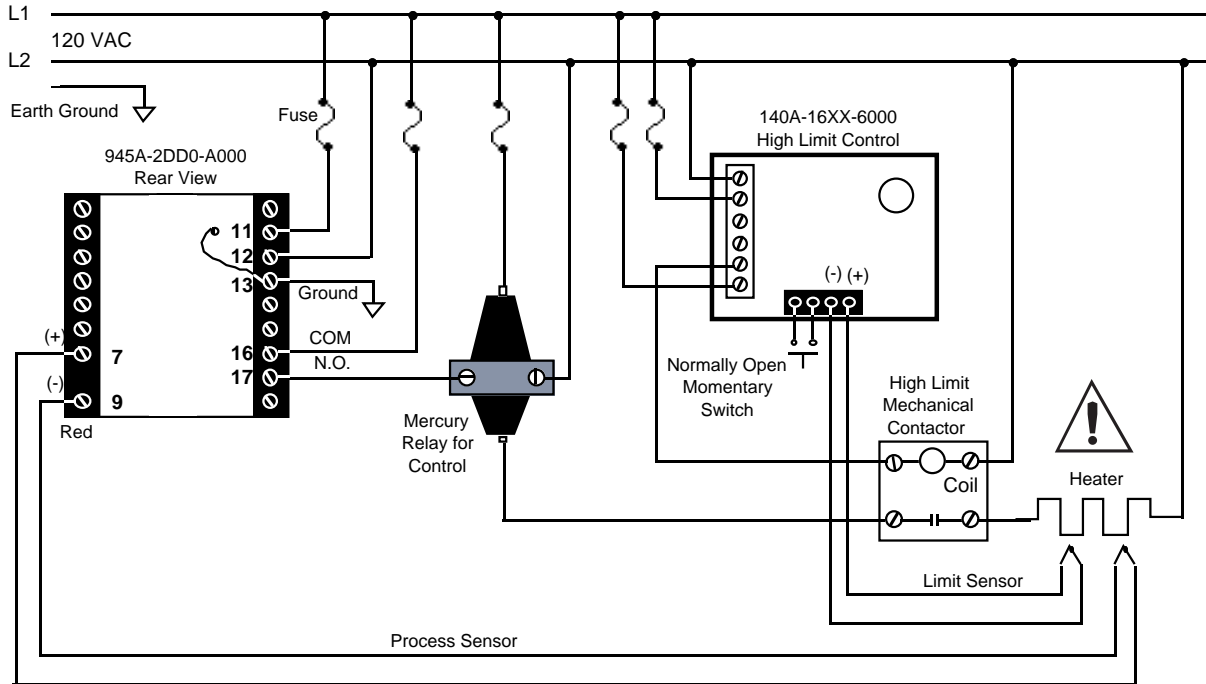 L1
120 VAC
L2
Earth Ground
Fuse
945A-2DD0-A000
Rear View
140A-16XX-6000
High Limit Control
11
12
13
Ground
(-) (+)
COM
N.O.
16
17
(+)
7
(-)
9
Red
Mercury
Relay for
Control
Normally Open
Momentary
Switch
High Limit
Mechanical
Contactor
Coil
Heater
Limit Sensor
Process Sensor